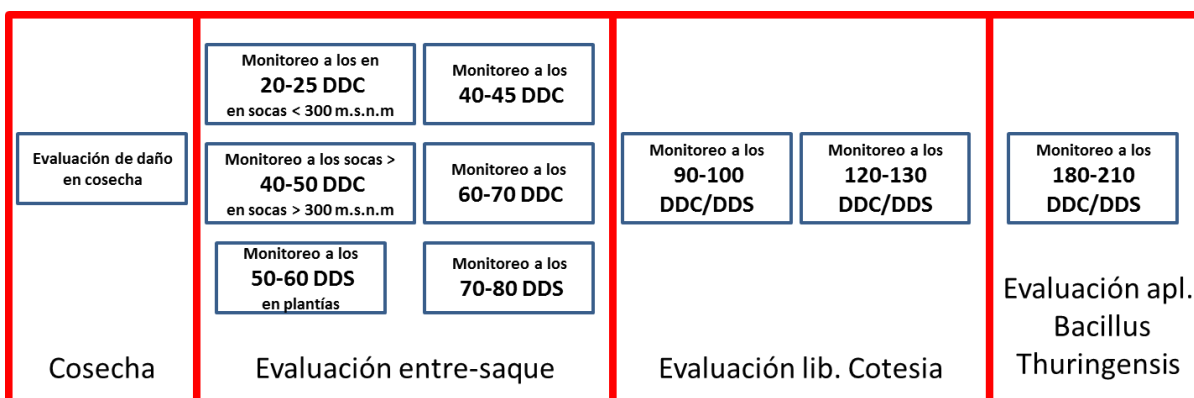 Evaluación de daño
en cosecha
Cosecha
Monitoreo a los en
20-25 DDC
en socas < 300 m.s.n.m
Monitoreo a los
40-45 DDC
Monitoreo a los socas >
40-50 DDC
en socas > 300 m.s.n.m
Monitoreo a los
60-70 DDC
Monitoreo a los
50-60 DDS
en plantías
Monitoreo a los
70-80 DDS
Evaluación entre-saque
Monitoreo a los
90-100
DDC/DDS
Monitoreo a los
120-130
DDC/DDS
Evaluación lib. Cotesia
Monitoreo a los
180-210
DDC/DDS
Evaluación apl.
Bacillus
Thuringensis